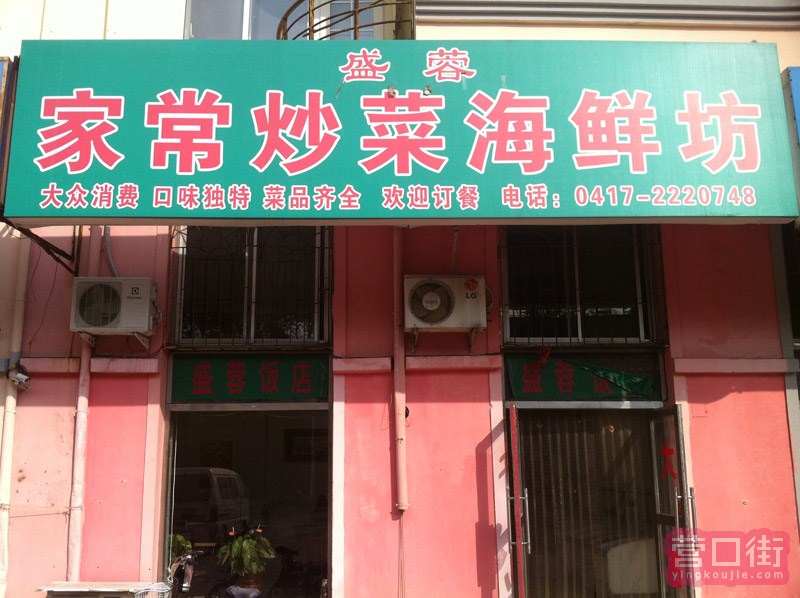 盛蓉
家常炒菜海鲜坊
大众消费 口味独特 菜品齐全 欢迎订餐 电话：0417-2220748
LG
盛蓉饭店
盛蓉
大
营口街
yingkoujie.com